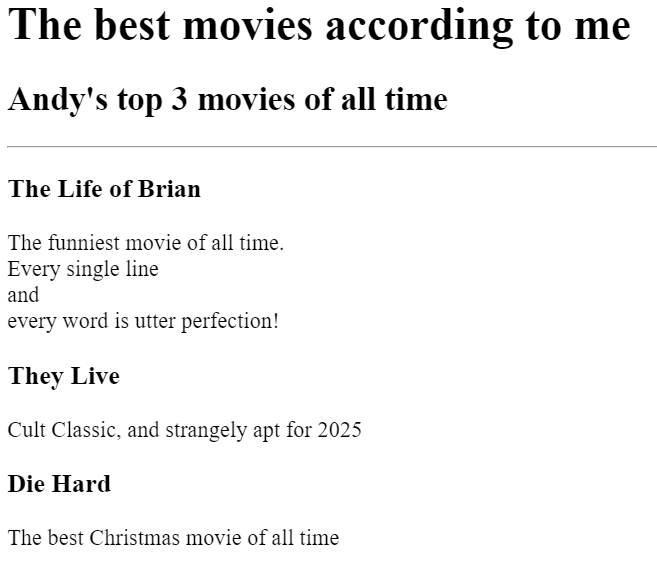 The best movies according to me
Andy's top 3 movies of all time
The Life of Brian
The funniest movie of all time.
Every single line
and
every word is utter perfection!
They Live
Cult Classic, and strangely apt for 2025
Die Hard
The best Christmas movie of all time